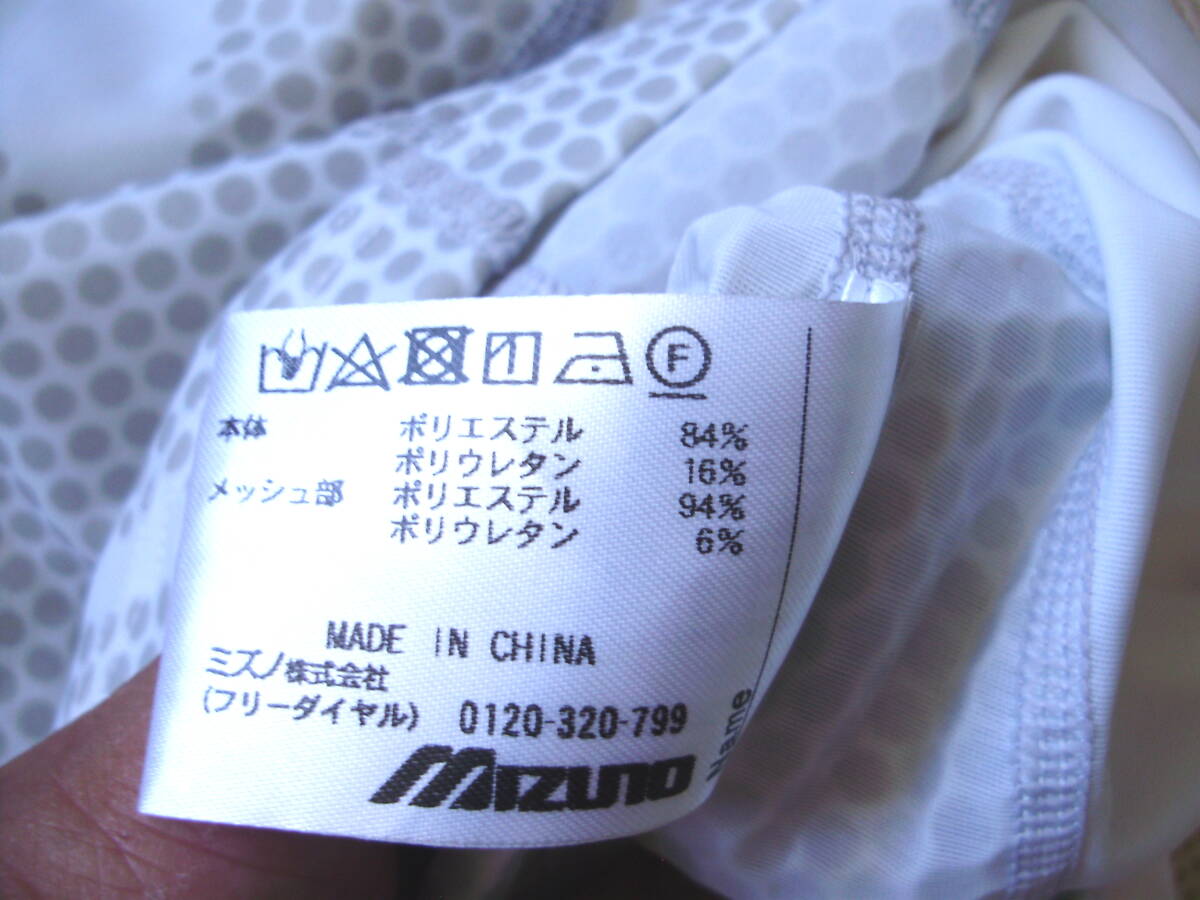 F
本体 ポリエステル 84%
ポリウレタン 16%
メッシュ部 ポリエステル 94%
ポリウレタン 6%
MADE IN CHINA
ミズノ株式会社
(フリーダイヤル) 0120-320-799
MIZUNO
Name